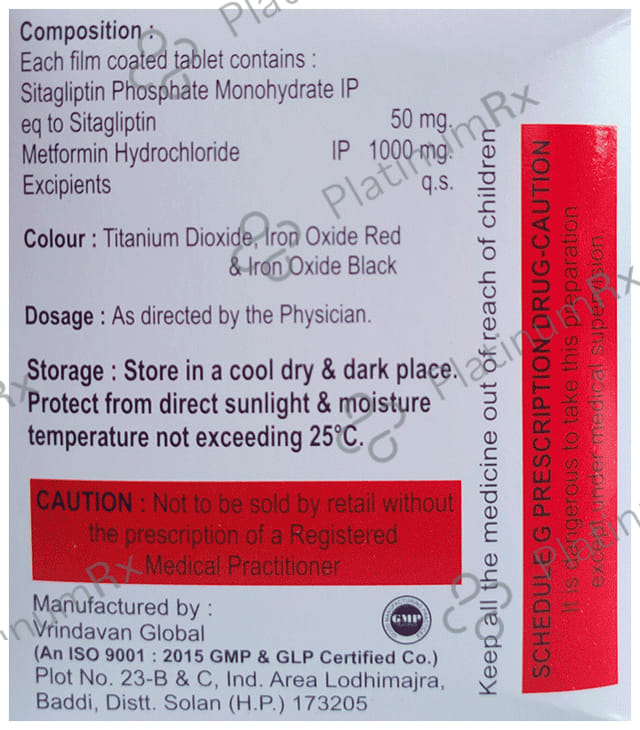 Composition :
Each film coated tablet contains :
Sitagliptin Phosphate Monohydrate IP
eq to Sitagliptin 50 mg.
Metformin Hydrochloride IP 1000 mg.
Excipients q.s.
Colour : Titanium Dioxide, Iron Oxide Red
& Iron Oxide Black
Dosage : As directed by the Physician.
Storage : Store in a cool dry & dark place.
Protect from direct sunlight & moisture
temperature not exceeding 25°C.
CAUTION : Not to be sold by retail without
the prescription of a Registered
Medical Practitioner
Manufactured by :
Vrindavan Global
(An ISO 9001 : 2015 GMP & GLP Certified Co.)
Plot No. 23-B & C, Ind. Area Lodhimajra,
Baddi, Distt. Solan (H.P.) 173205
GMP
Keep all the medicine out of reach of children
SCHEDULE G PRESCRIPTION DRUG-CAUTION
It is dangerous to take this preparation
except under medical supervision
PlatinumRx
PlatinumRx
PlatinumRx
PlatinumRx